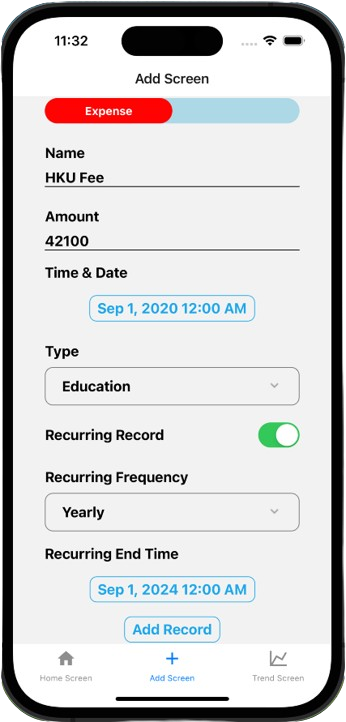 11:32
Add Screen
Expense
Name
HKU Fee
Amount
42100
Time & Date
Sep 1, 2020 12:00 AM
Type
Education
Recurring Record
Recurring Frequency
Yearly
Recurring End Time
Sep 1, 2024 12:00 AM
Add Record
Home Screen
Add Screen
Trend Screen